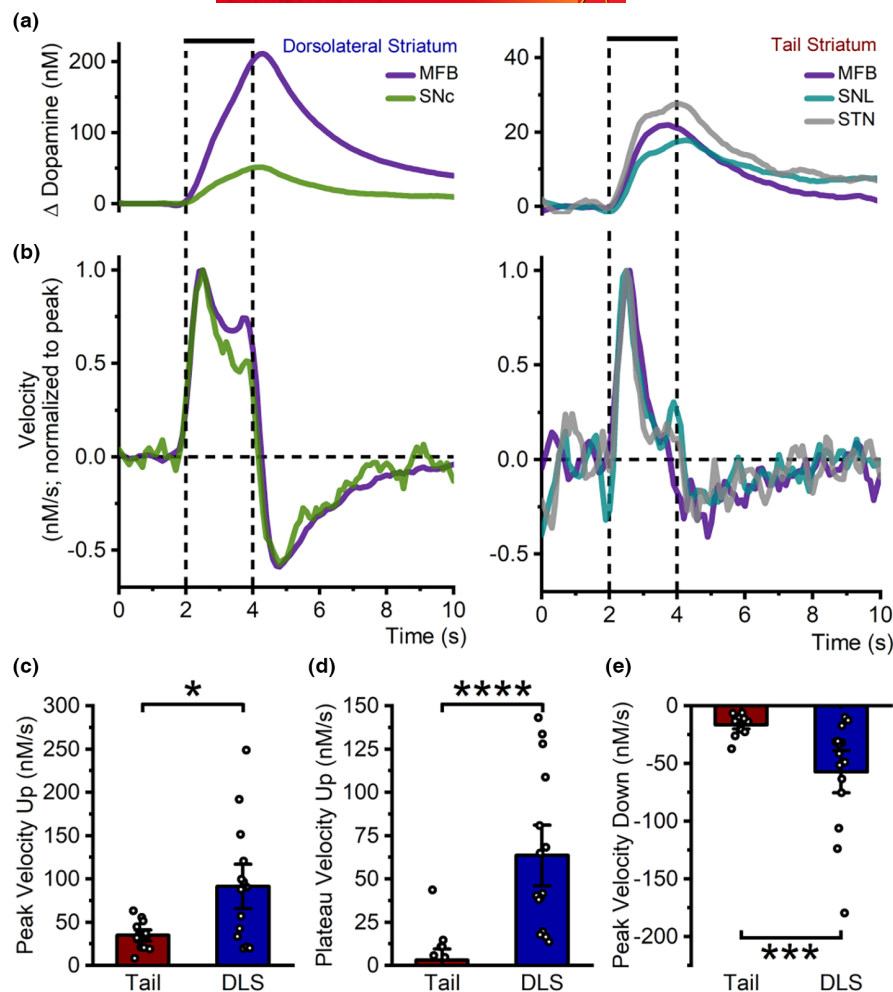 (a)
Dorsolateral Striatum
MFB
SNc
Δ Dopamine (nM)
200
100
0
Tail Striatum
MFB
SNL
STN
40
20
0
(b)
Velocity
(nM/s; normalized to peak)
1.0
0.5
0.0
-0.5
0 2 4 6 8 10
Time (s)
1.0
0.5
0.0
-0.5
0 2 4 6 8 10
Time (s)
(c)
Peak Velocity Up (nM/s)
300
250
200
150
100
50
0
*
Tail DLS
(d)
Plateau Velocity Up (nM/s)
150
125
100
75
50
25
0
****
Tail DLS
(e)
Peak Velocity Down (nM/s)
0
-50
-100
-150
-200
***
Tail DLS